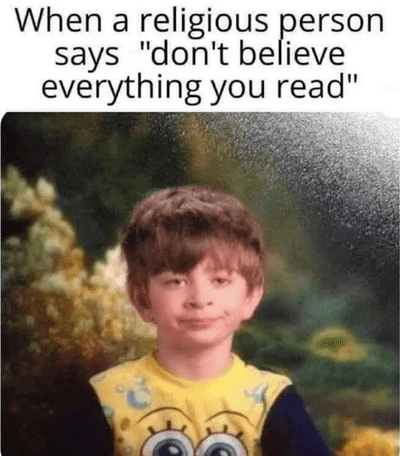 When a religious person
says "don't believe
everything you read"